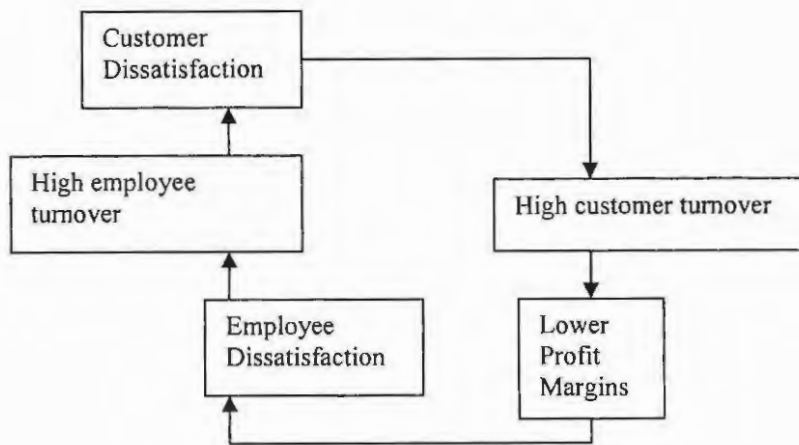 Customer
Dissatisfaction
High employee
turnover
High customer turnover
Employee
Dissatisfaction
Lower
Profit
Margins